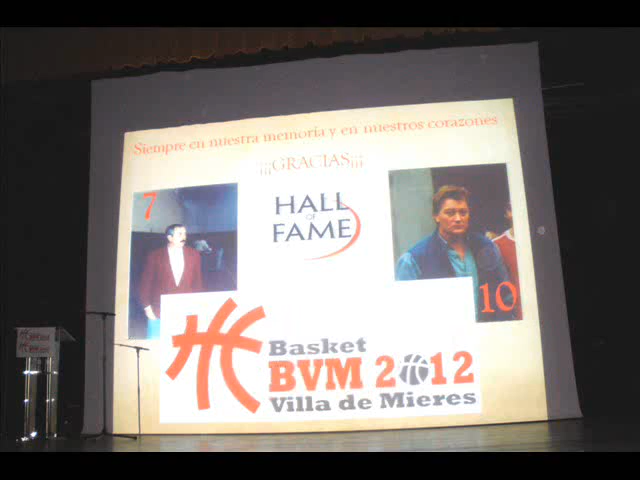 Siempre en nuestra memoria y en nuestros corazones
¡¡¡GRACIAS¡¡¡
7
HALL
of
FAME
10
Basket
BVM 2012
Villa de Mieres